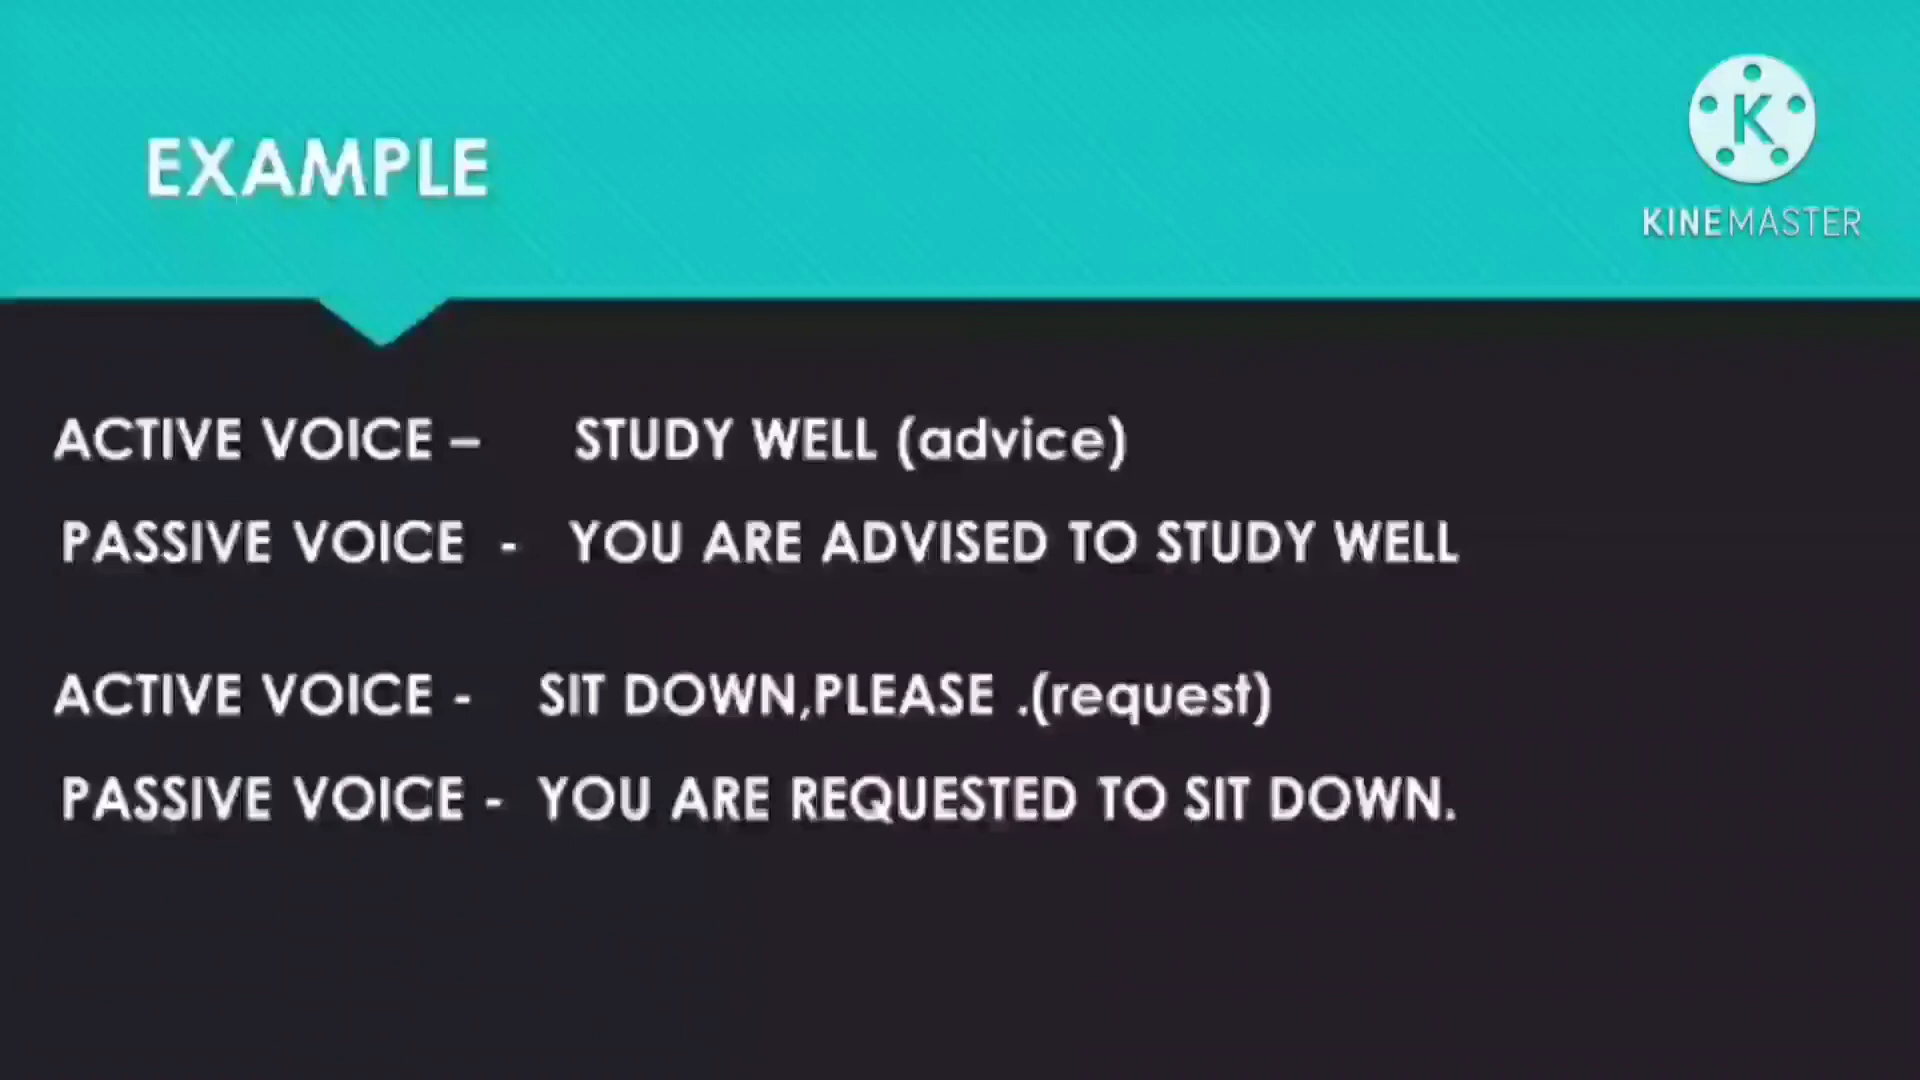 EXAMPLE
K
KINEMASTER
ACTIVE VOICE – STUDY WELL (advice)
PASSIVE VOICE - YOU ARE ADVISED TO STUDY WELL
ACTIVE VOICE - SIT DOWN,PLEASE .(request)
PASSIVE VOICE - YOU ARE REQUESTED TO SIT DOWN.